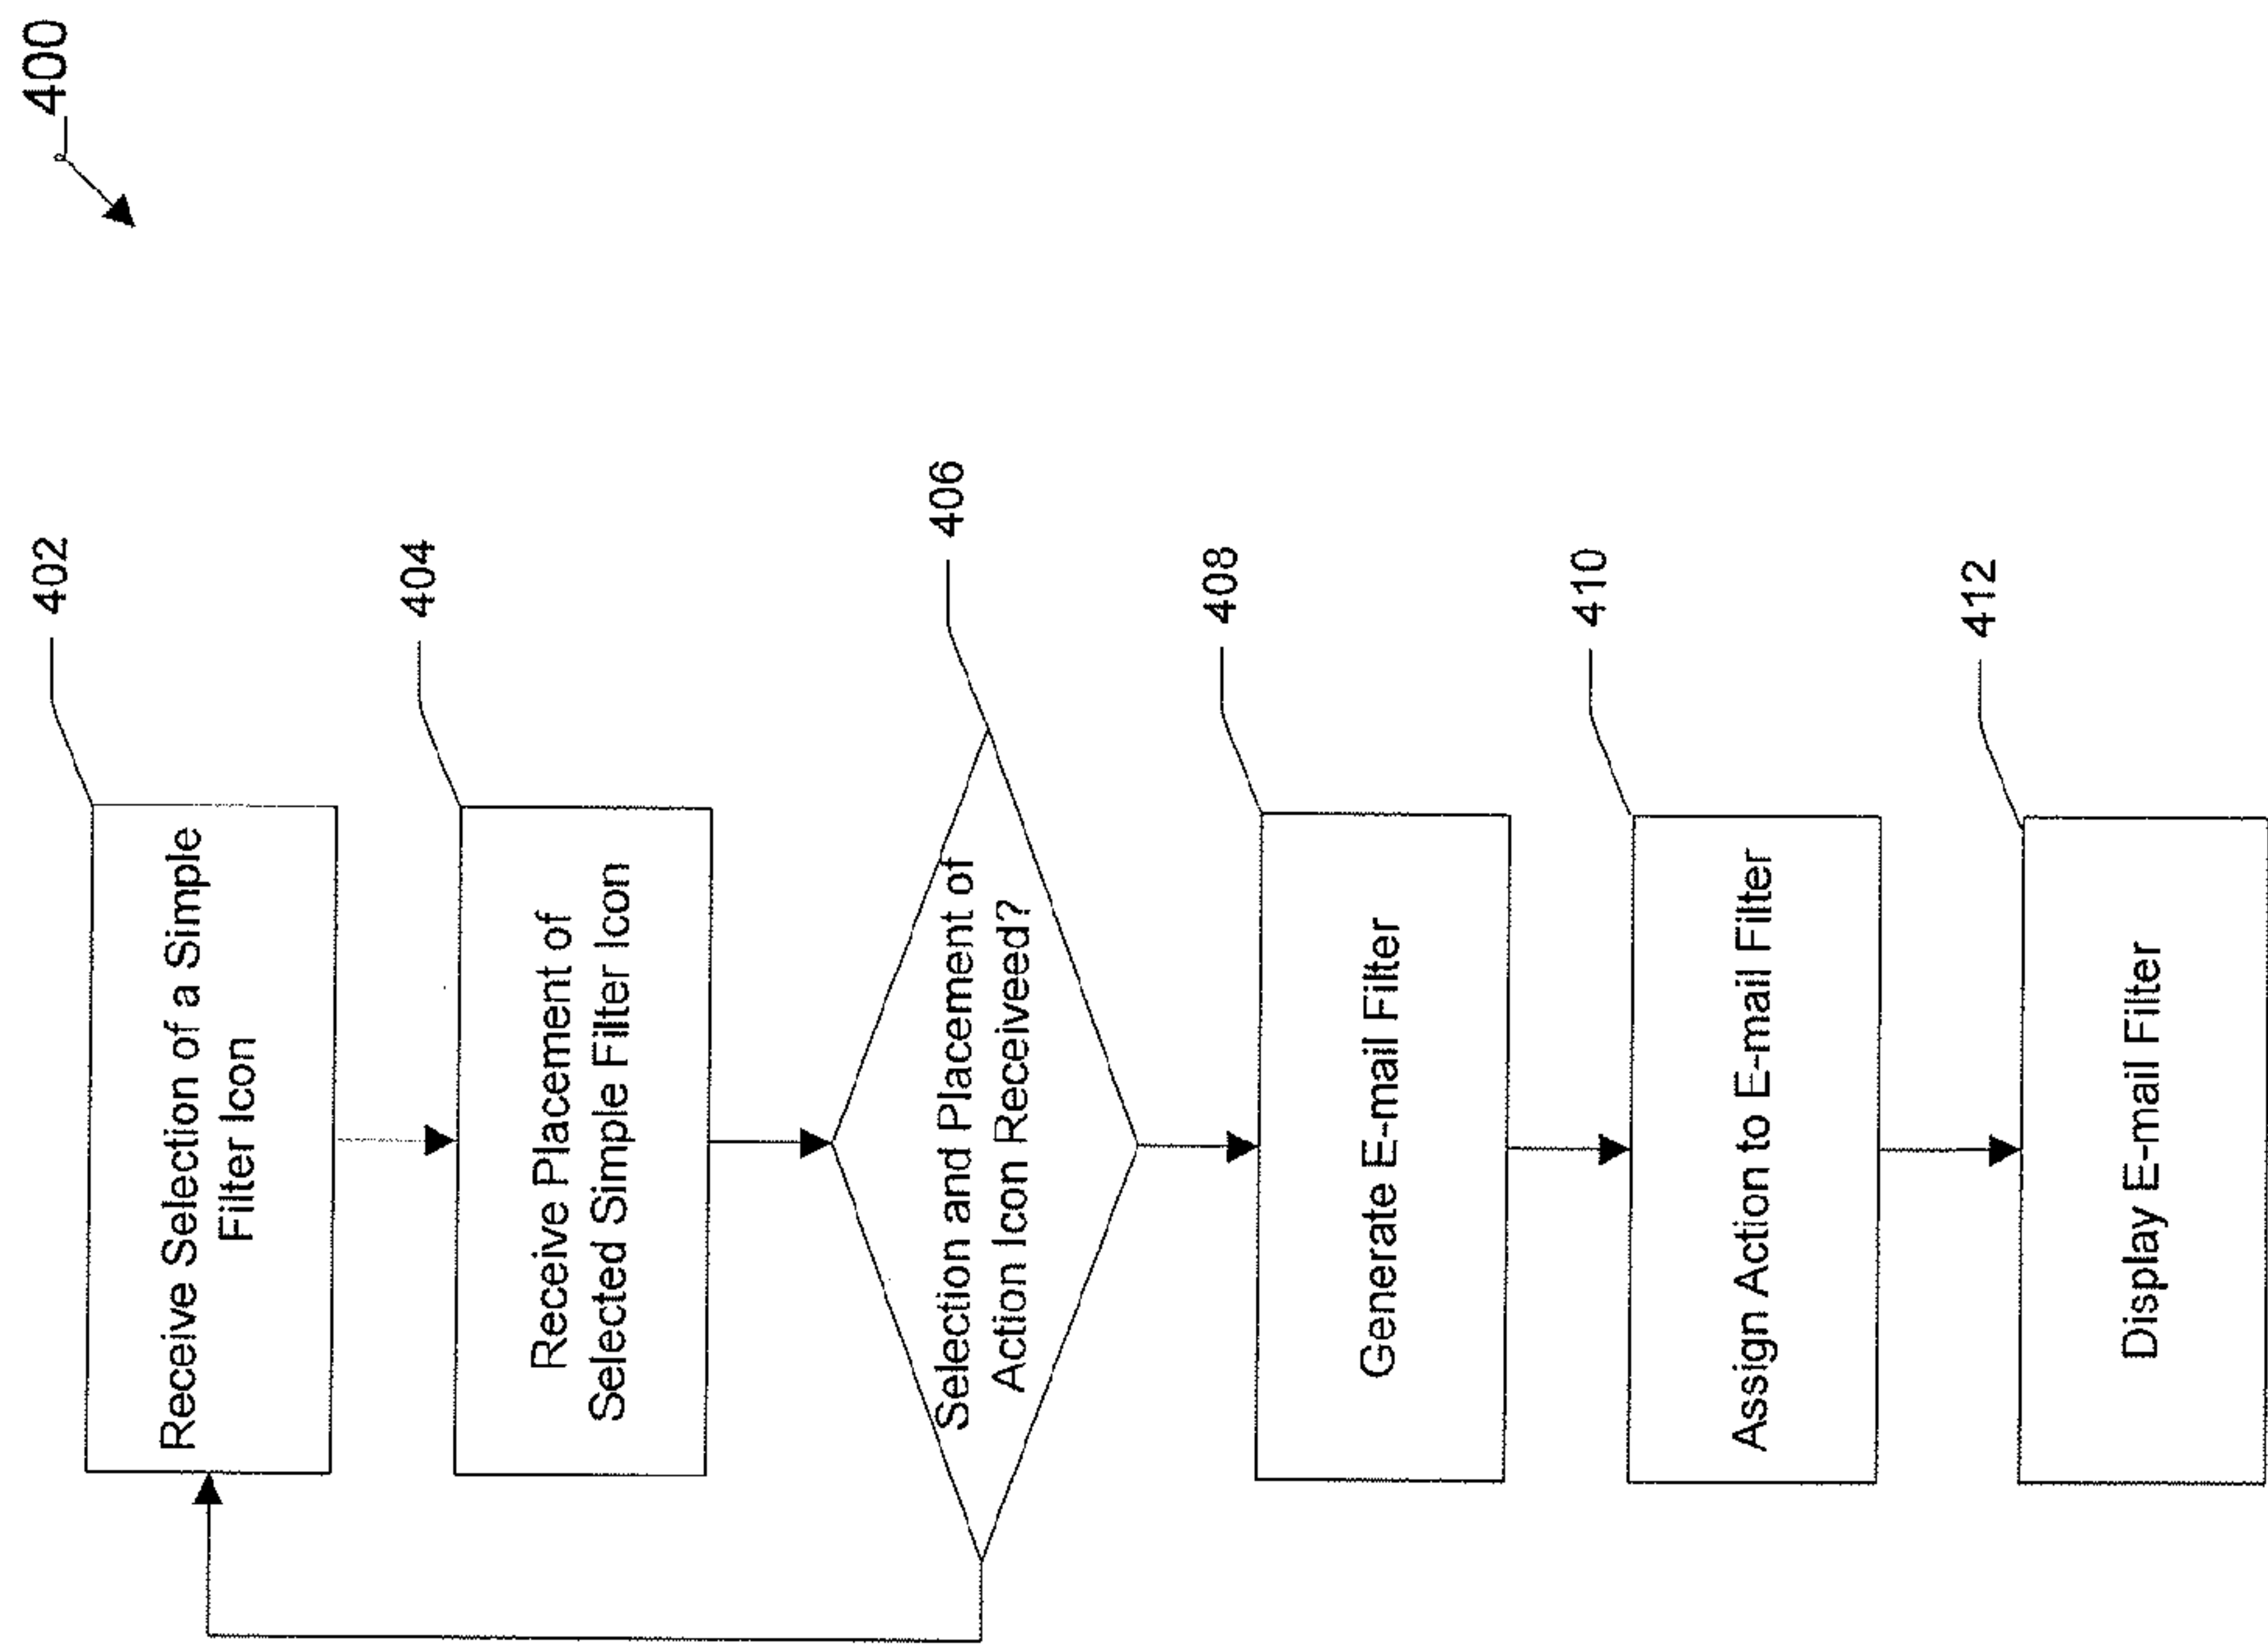 400
402
Receive Selection of a Simple
Filter Icon
404
Receive Placement of
Selected Simple Filter Icon
406
Selection and Placement of
Action Icon Receiveed?
408
Generate E-mail Filter
410
Assign Action to E-mail Filter
412
Display E-mail Filter